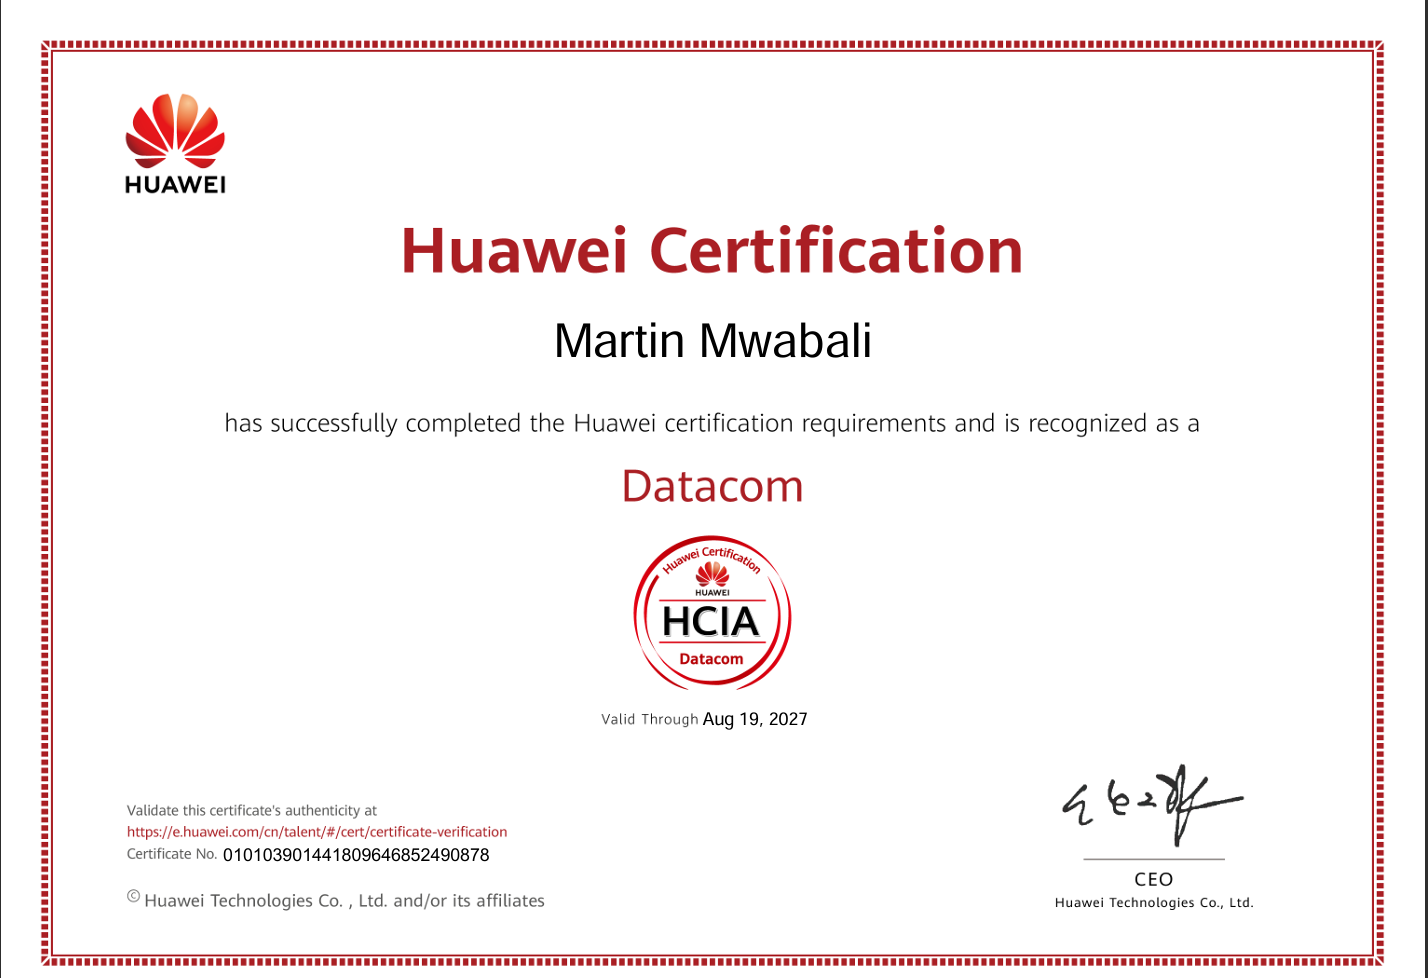 HUAWEI
Huawei Certification
Martin Mwabali
has successfully completed the Huawei certification requirements and is recognized as a
Datacom
Huawei Certification
HUAWEI
HCIA
Datacom
Valid Through Aug 19, 2027
Validate this certificate's authenticity at
https://e.huawei.com/cn/talent/#/cert/certificate-verification
Certificate No. 010103901441809646852490878
© Huawei Technologies Co. , Ltd. and/or its affiliates
CEO
Huawei Technologies Co., Ltd.